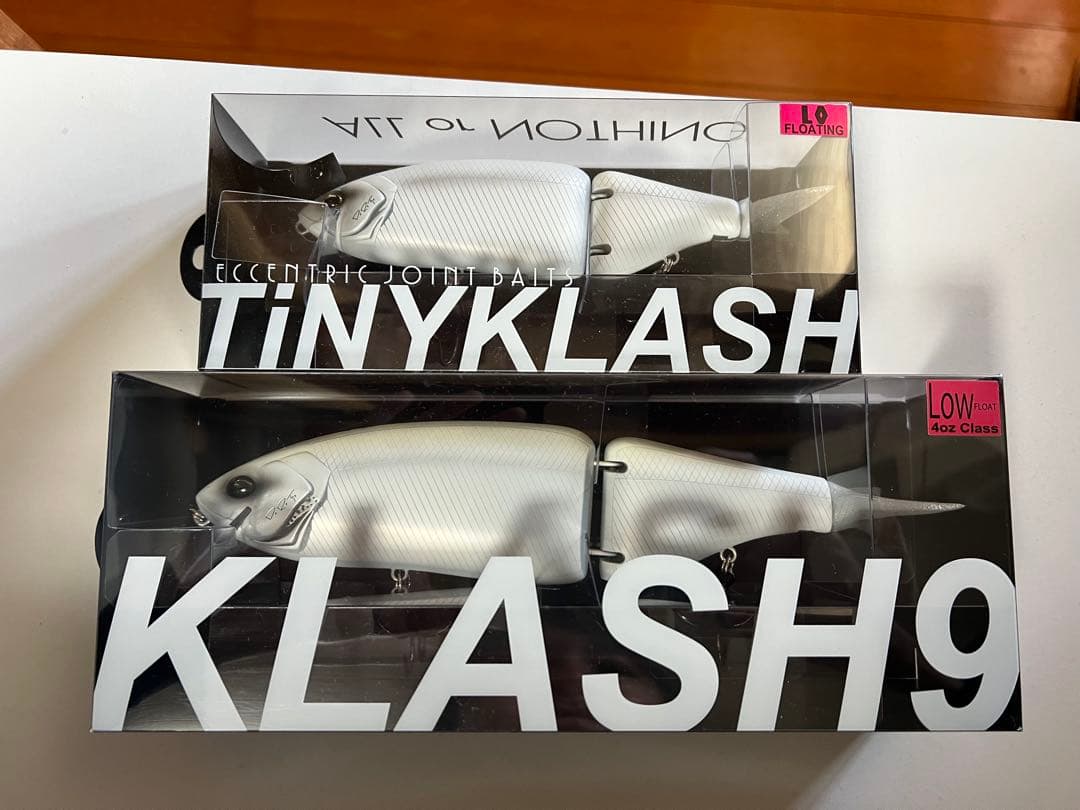 ALL or NOTHING
LO
FLOATING
ECCENTRIC JOINT BAITS
TiNYKLASH
LOW FLOAT
4oz Class
KLASH9